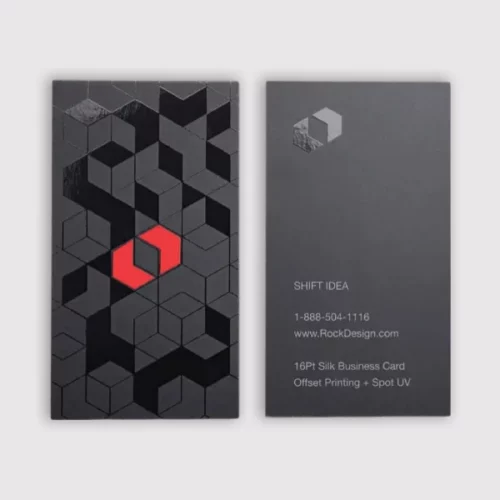 SHIFT IDEA
1-888-504-1116
www.RockDesign.com
16Pt Silk Business Card
Offset Printing + Spot UV